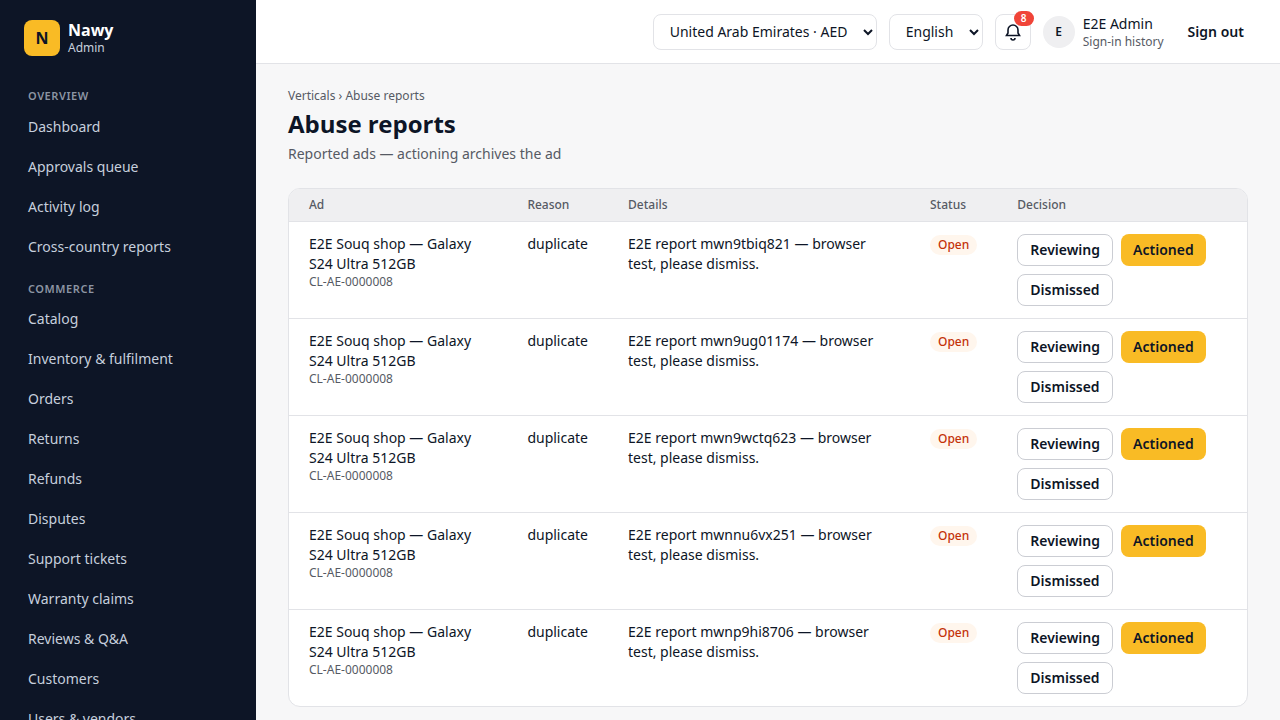 N
Nawy
Admin
OVERVIEW
Dashboard
Approvals queue
Activity log
Cross-country reports
COMMERCE
Catalog
Inventory & fulfilment
Orders
Returns
Refunds
Disputes
Support tickets
Warranty claims
Reviews & Q&A
Customers
Users & vendors
United Arab Emirates · AED
English
8
E
E2E Admin
Sign-in history
Sign out
Verticals › Abuse reports
Abuse reports
Reported ads — actioning archives the ad
Ad Reason Details Status Decision
E2E Souq shop — Galaxy S24 Ultra 512GB
CL-AE-0000008
duplicate
E2E report mwn9tbiq821 — browser test, please dismiss.
Open
Reviewing Actioned
Dismissed
E2E Souq shop — Galaxy S24 Ultra 512GB
CL-AE-0000008
duplicate
E2E report mwn9ug01174 — browser test, please dismiss.
Open
Reviewing Actioned
Dismissed
E2E Souq shop — Galaxy S24 Ultra 512GB
CL-AE-0000008
duplicate
E2E report mwn9wctq623 — browser test, please dismiss.
Open
Reviewing Actioned
Dismissed
E2E Souq shop — Galaxy S24 Ultra 512GB
CL-AE-0000008
duplicate
E2E report mwnnu6vx251 — browser test, please dismiss.
Open
Reviewing Actioned
Dismissed
E2E Souq shop — Galaxy S24 Ultra 512GB
CL-AE-0000008
duplicate
E2E report mwnp9hi8706 — browser test, please dismiss.
Open
Reviewing Actioned
Dismissed